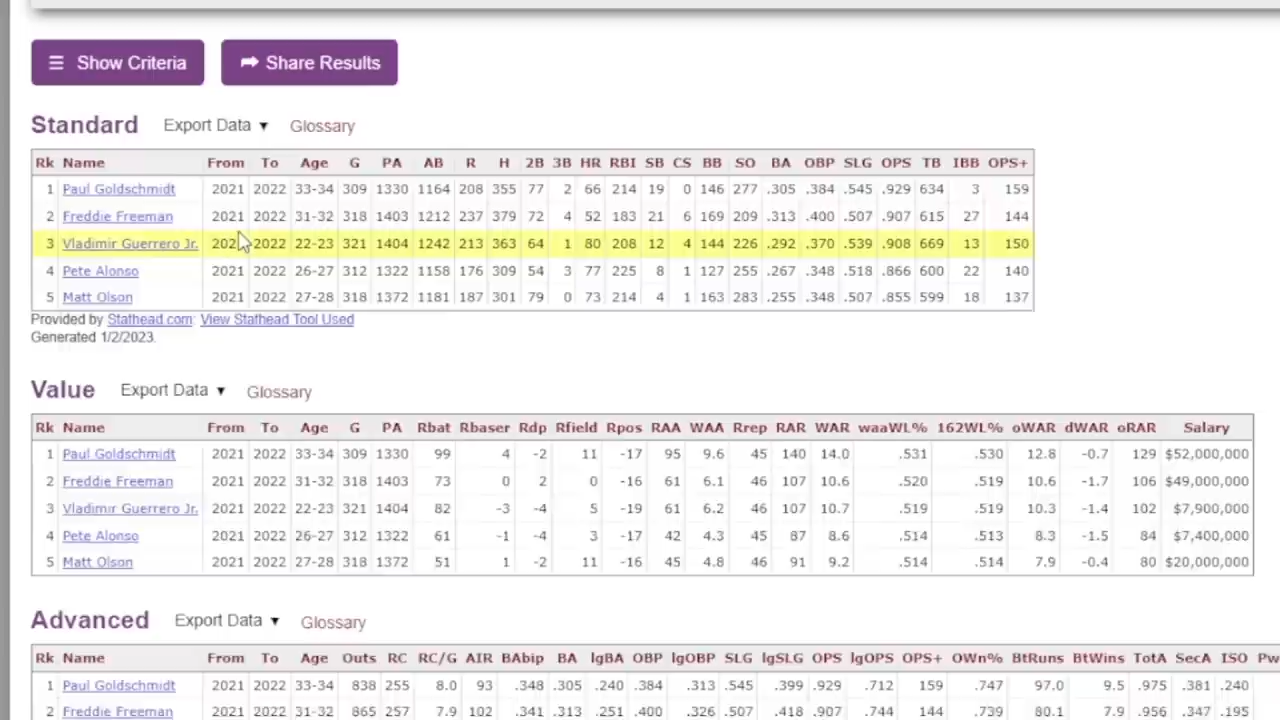 ☰ Show Criteria Share Results
Standard Export Data ▼ Glossary
Rk Name From To Age G PA AB R H 2B 3B HR RBI SB CS BB SO BA OBP SLG OPS TB IBB OPS+
1 Paul Goldschmidt 2021 2022 33-34 309 1330 1164 208 355 77 2 66 214 19 0 146 277 .305 .384 .545 .929 634 3 159
2 Freddie Freeman 2021 2022 31-32 318 1403 1212 237 379 72 4 52 183 21 6 169 209 .313 .400 .507 .907 615 27 144
3 Vladimir Guerrero Jr. 2022 22-23 321 1404 1242 213 363 64 1 80 208 12 4 144 226 .292 .370 .539 .908 669 13 150
4 Pete Alonso 2021 2022 26-27 312 1322 1158 176 309 54 3 77 225 8 1 127 255 .267 .348 .518 .866 600 22 140
5 Matt Olson 2021 2022 27-28 318 1372 1181 187 301 79 0 73 214 4 1 163 283 .255 .348 .507 .855 599 18 137
Provided by Stathead.com: View Stathead Tool Used
Generated 1/2/2023.
Value Export Data ▼ Glossary
Rk Name From To Age G PA Rbat Rbaser Rdp Rfield Rpos RAA WAA Rrep RAR WAR waaWL% 162WL% oWAR dWAR oRAR Salary
1 Paul Goldschmidt 2021 2022 33-34 309 1330 99 4 -2 11 -17 95 9.6 45 140 14.0 .531 .530 12.8 -0.7 129 $52,000,000
2 Freddie Freeman 2021 2022 31-32 318 1403 73 0 2 0 -16 61 6.1 46 107 10.6 .520 .519 10.6 -1.7 106 $49,000,000
3 Vladimir Guerrero Jr. 2021 2022 22-23 321 1404 82 -3 -4 5 -19 61 6.2 46 107 10.7 .519 .519 10.3 -1.4 102 $7,900,000
4 Pete Alonso 2021 2022 26-27 312 1322 61 -1 -4 3 -17 42 4.3 45 87 8.6 .514 .513 8.3 -1.5 84 $7,400,000
5 Matt Olson 2021 2022 27-28 318 1372 51 1 -2 11 -16 45 4.8 46 91 9.2 .514 .514 7.9 -0.4 80 $20,000,000
Advanced Export Data ▼ Glossary
Rk Name From To Age Outs RC RC/G AIR BAbip BA lgBA OBP lgOBP SLG lgSLG OPS lgOPS OPS+ OWn% BtRuns BtWins TotA SecA ISO Pw
1 Paul Goldschmidt 2021 2022 33-34 838 255 8.0 93 .348 .305 .240 .384 .313 .545 .399 .929 .712 159 .747 97.0 9.5 .975 .381 .240
2 Freddie Freeman 2021 2022 31-32 865 257 7.9 102 .341 .313 .251 .400 .326 .507 .418 .907 .744 144 .739 80.1 7.9 .956 .347 .195